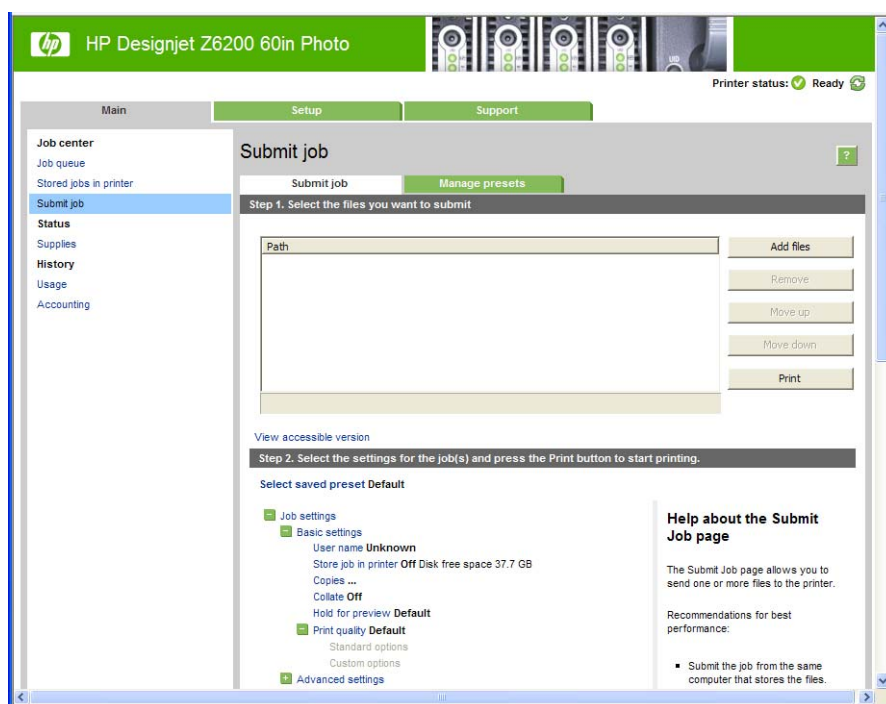 hp HP Designjet Z6200 60in Photo
UID
Printer status: Ready
Main Setup Support
Job center
Job queue
Stored jobs in printer
Submit job
Status
Supplies
History
Usage
Accounting
Submit job
?
Submit job Manage presets
Step 1. Select the files you want to submit
Path
Add files
Remove
Move up
Move down
Print
View accessible version
Step 2. Select the settings for the job(s) and press the Print button to start printing.
Select saved preset Default
Job settings
Basic settings
User name Unknown
Store job in printer Off Disk free space 37.7 GB
Copies ...
Collate Off
Hold for preview Default
Print quality Default
Standard options
Custom options
Advanced settings
Help about the Submit
Job page
The Submit Job page allows you to
send one or more files to the printer.
Recommendations for best
performance:
Submit the job from the same
computer that stores the files.